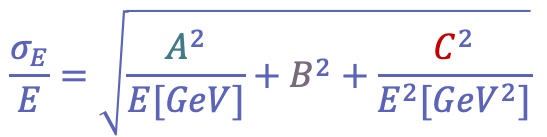 σ_E/E = √(A²/E[GeV] + B² + C²/E²[GeV²])